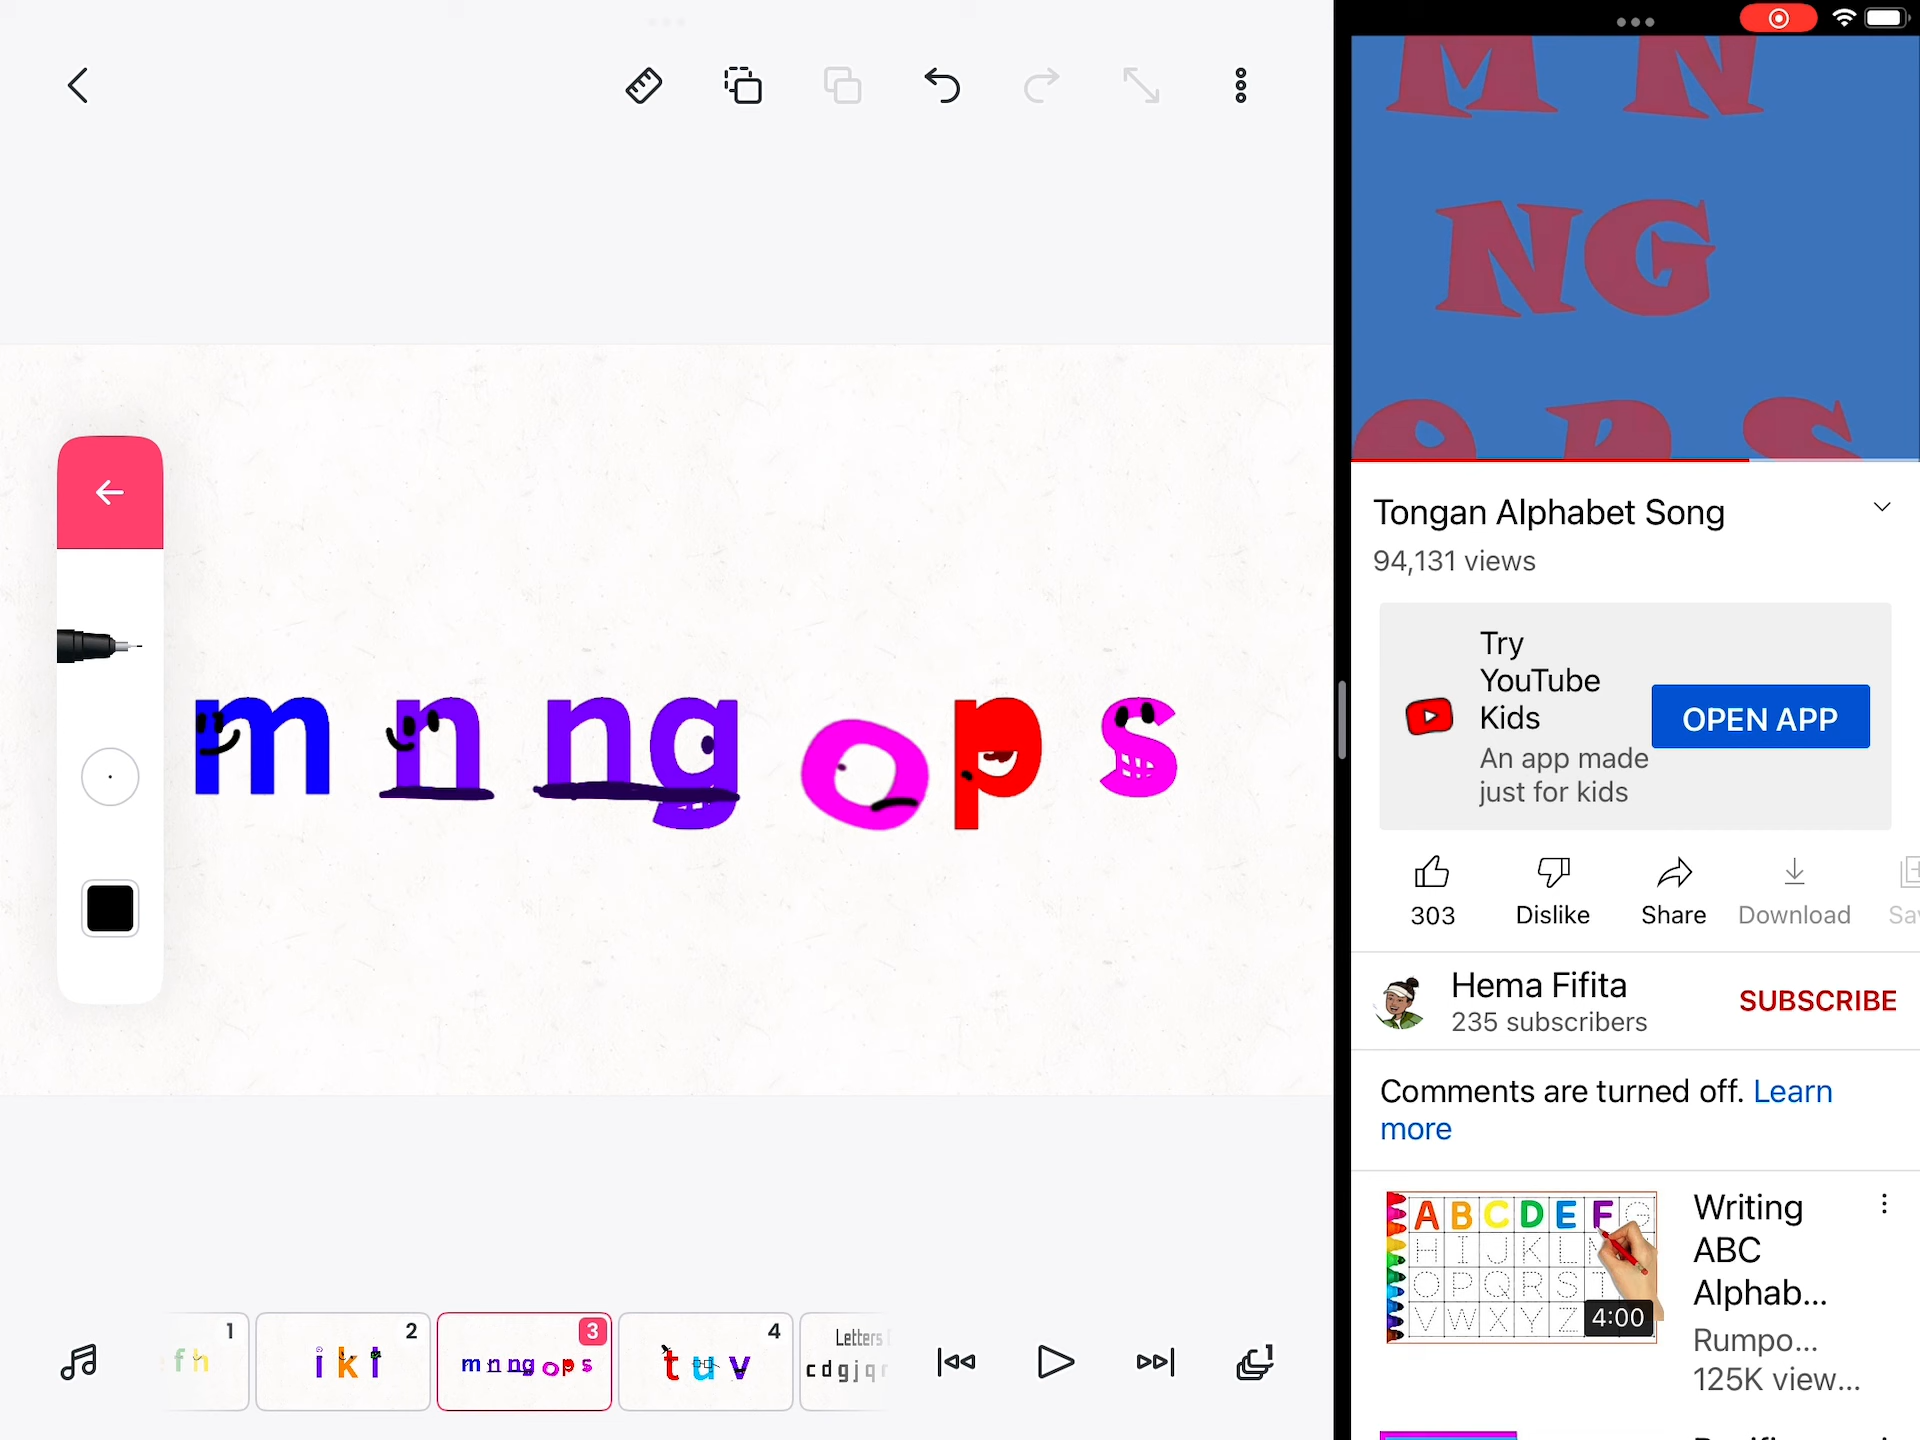 m n ng o p s
1
f h
2
i k l
3
m n ng o p s
4
t u v
Letters
c d g j q r
M N
NG
O P S
Tongan Alphabet Song
94,131 views
Try
YouTube
Kids
An app made
just for kids
OPEN APP
303
Dislike
Share
Download
Hema Fifita
235 subscribers
SUBSCRIBE
Comments are turned off. Learn
more
A B C D E F G
H I J K L M
O P Q R S T
V W X Y Z
4:00
Writing
ABC
Alphab...
Rumpo...
125K view...
1